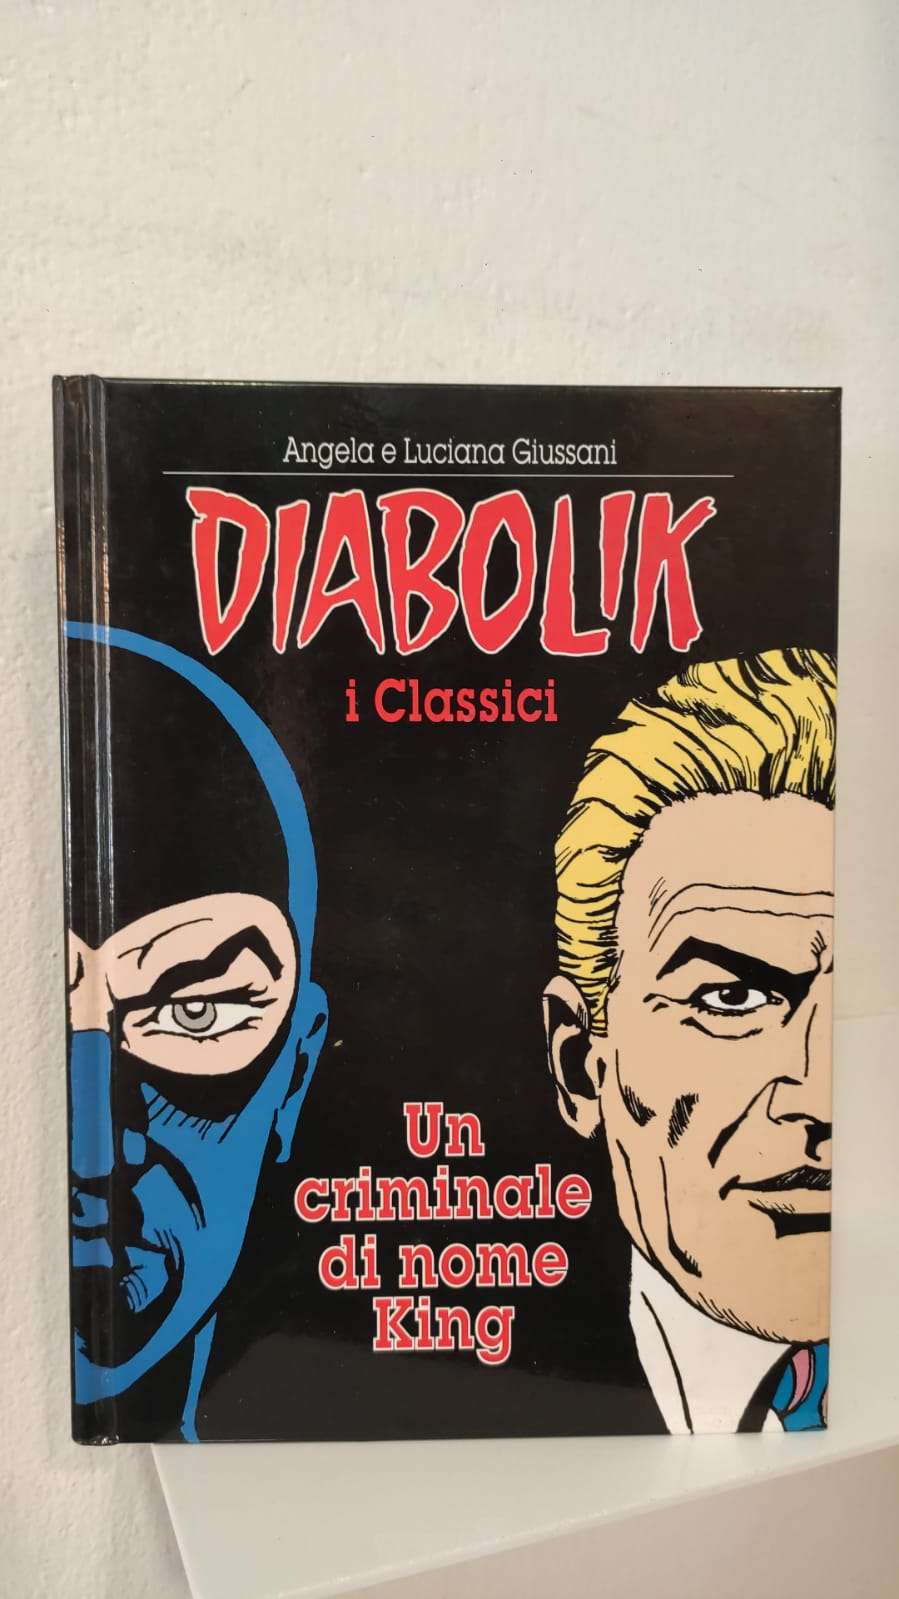 Angela e Luciana Giussani
DIABOLIK
i Classici
Un
criminale
di nome
King